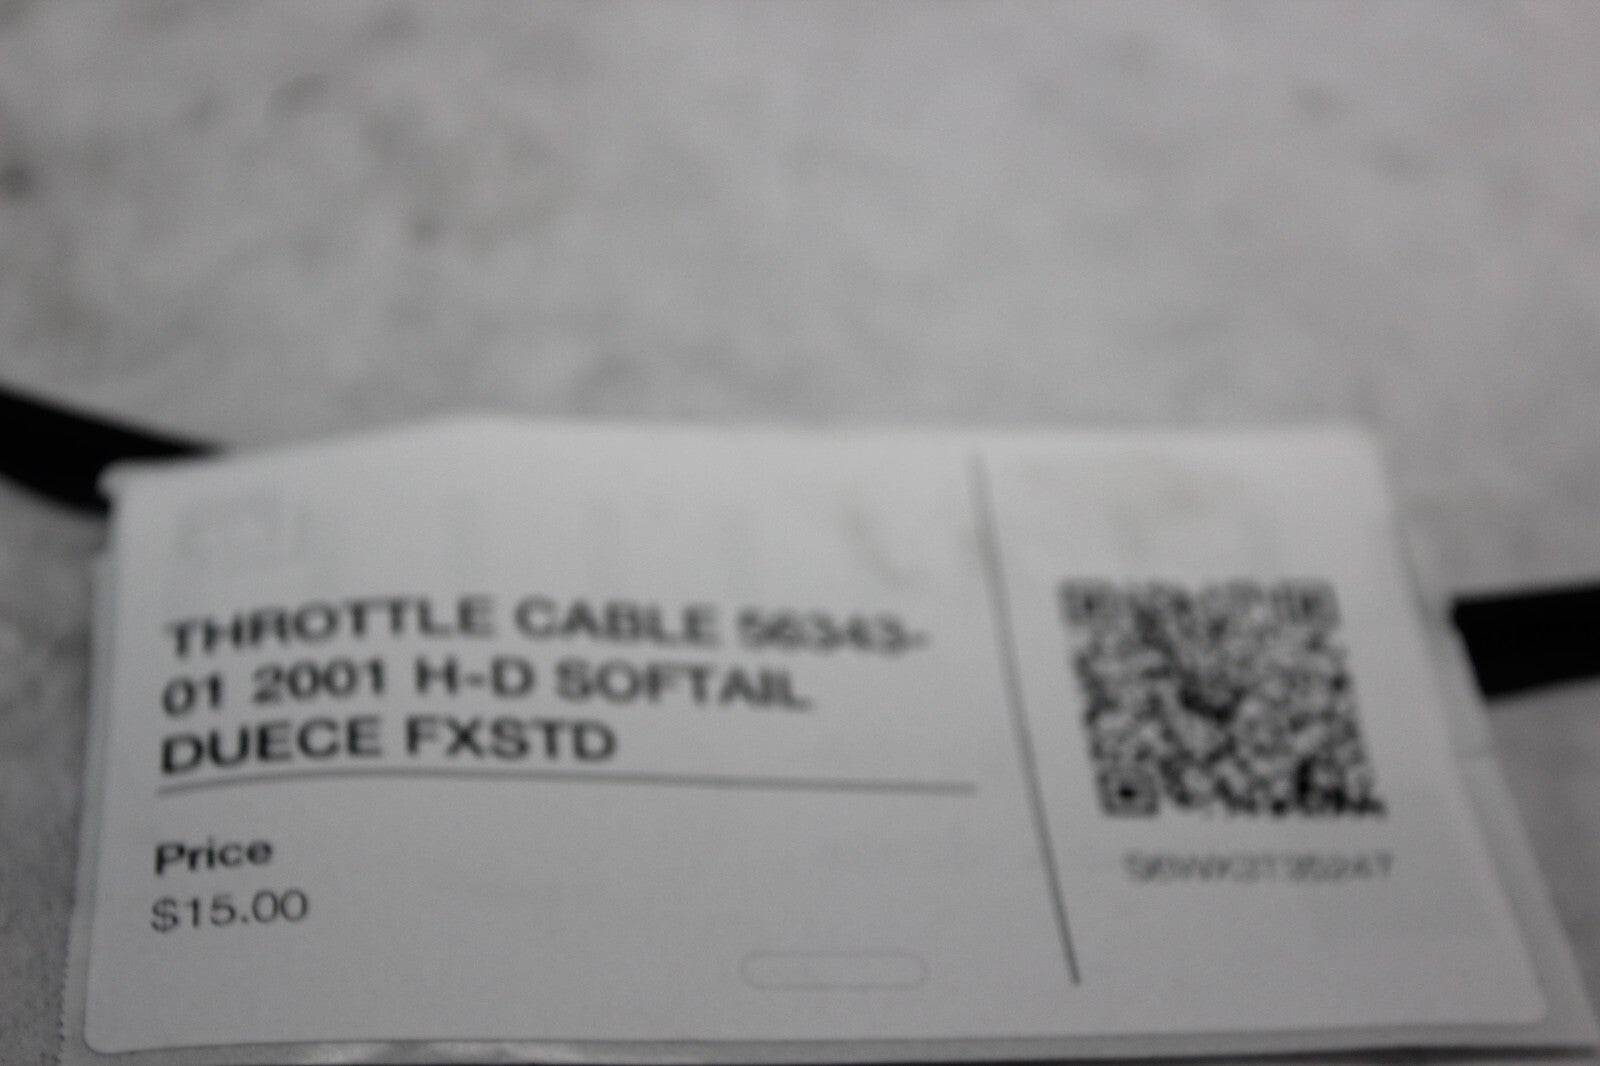 THROTTLE CABLE 56343-
01 2001 H-D SOFTAIL
DUECE FXSTD
Price
$15.00